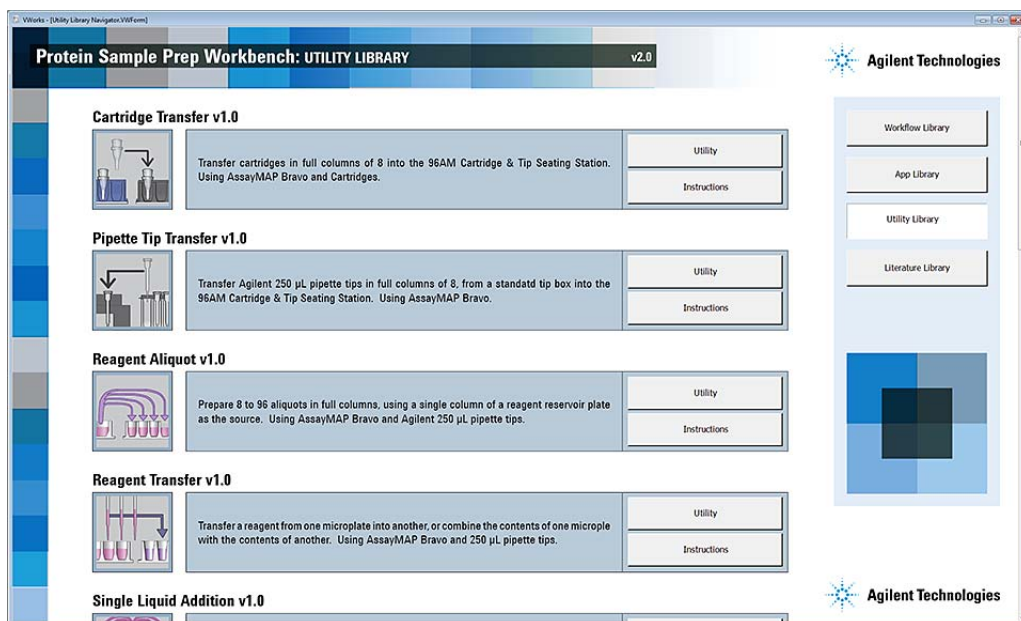 VWorks - [Utility Library Navigator.VWForm]
Protein Sample Prep Workbench: UTILITY LIBRARY
v2.0
Agilent Technologies
Cartridge Transfer v1.0
Transfer cartridges in full columns of 8 into the 96AM Cartridge & Tip Seating Station.
Using AssayMAP Bravo and Cartridges.
Utility
Instructions
Pipette Tip Transfer v1.0
Transfer Agilent 250 µL pipette tips in full columns of 8, from a standatd tip box into the
96AM Cartridge & Tip Seating Station. Using AssayMAP Bravo.
Utility
Instructions
Reagent Aliquot v1.0
Prepare 8 to 96 aliquots in full columns, using a single column of a reagent reservoir plate
as the source. Using AssayMAP Bravo and Agilent 250 µL pipette tips.
Utility
Instructions
Reagent Transfer v1.0
Transfer a reagent from one microplate into another, or combine the contents of one microple
with the contents of another. Using AssayMAP Bravo and 250 µL pipette tips.
Utility
Instructions
Single Liquid Addition v1.0
Workflow Library
App Library
Utility Library
Literature Library
Agilent Technologies